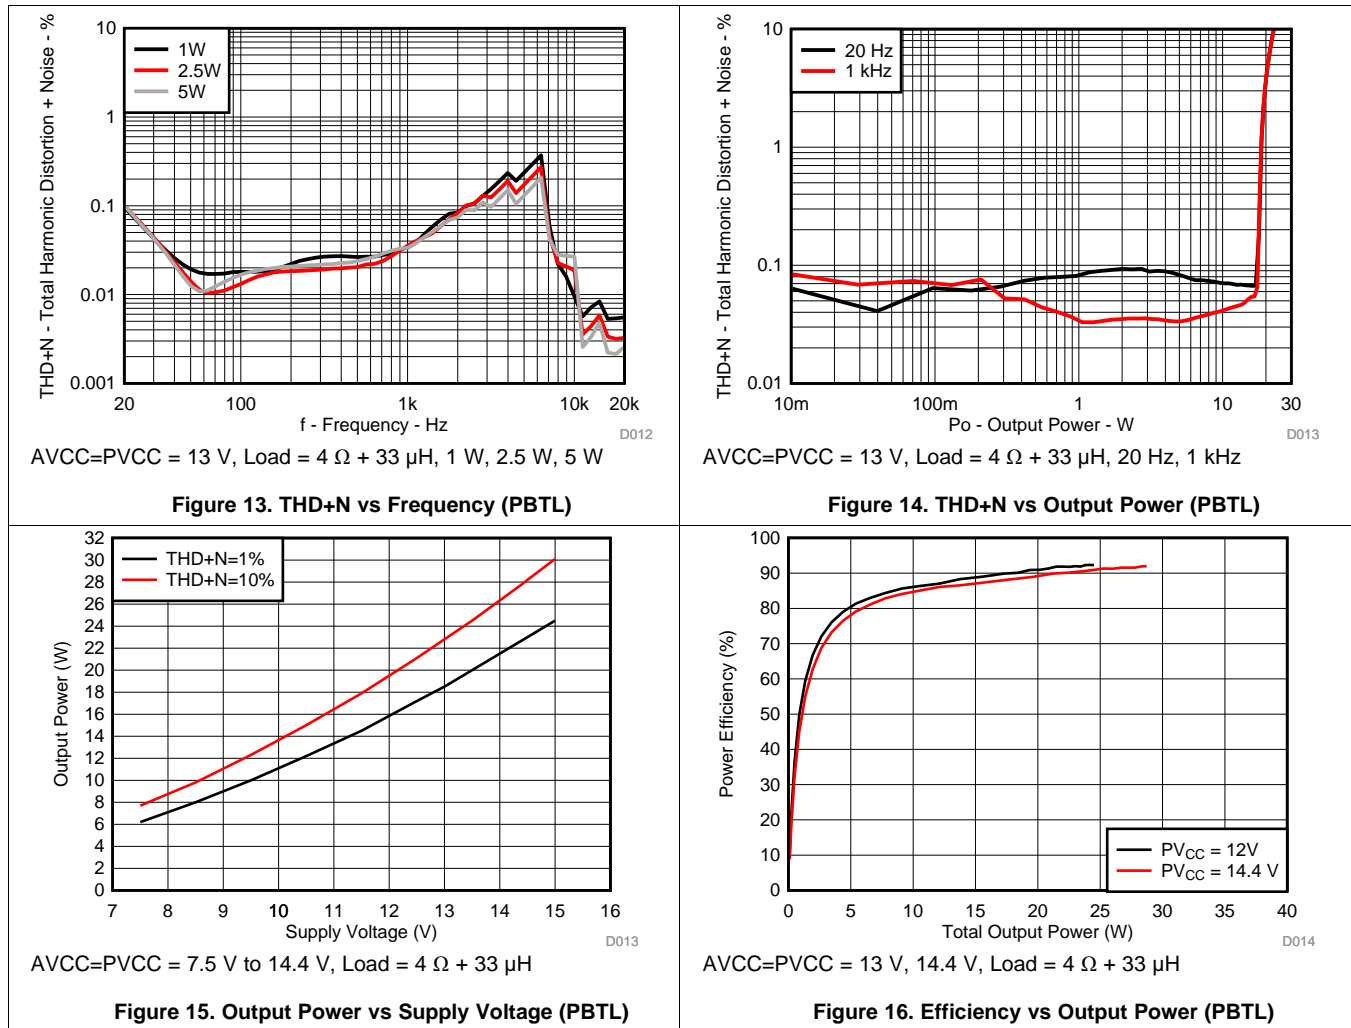 THD+N - Total Harmonic Distortion + Noise - %
10
1
0.1
0.01
0.001
1W
2.5W
5W
20
100
1k
10k
20k
f - Frequency - Hz
D012
AVCC=PVCC = 13 V, Load = 4 Ω + 33 µH, 1 W, 2.5 W, 5 W
Figure 13. THD+N vs Frequency (PBTL)
THD+N - Total Harmonic Distortion + Noise - %
10
1
0.1
0.01
20 Hz
1 kHz
10m
100m
1
10
30
Po - Output Power - W
D013
AVCC=PVCC = 13 V, Load = 4 Ω + 33 µH, 20 Hz, 1 kHz
Figure 14. THD+N vs Output Power (PBTL)
Output Power (W)
32
30
28
26
24
22
20
18
16
14
12
10
8
6
4
2
0
THD+N=1%
THD+N=10%
7
8
9
10
11
12
13
14
15
16
Supply Voltage (V)
D013
AVCC=PVCC = 7.5 V to 14.4 V, Load = 4 Ω + 33 µH
Figure 15. Output Power vs Supply Voltage (PBTL)
Power Efficiency (%)
100
90
80
70
60
50
40
30
20
10
0
PVCC = 12V
PVCC = 14.4 V
0
5
10
15
20
25
30
35
40
Total Output Power (W)
D014
AVCC=PVCC = 13 V, 14.4 V, Load = 4 Ω + 33 µH
Figure 16. Efficiency vs Output Power (PBTL)